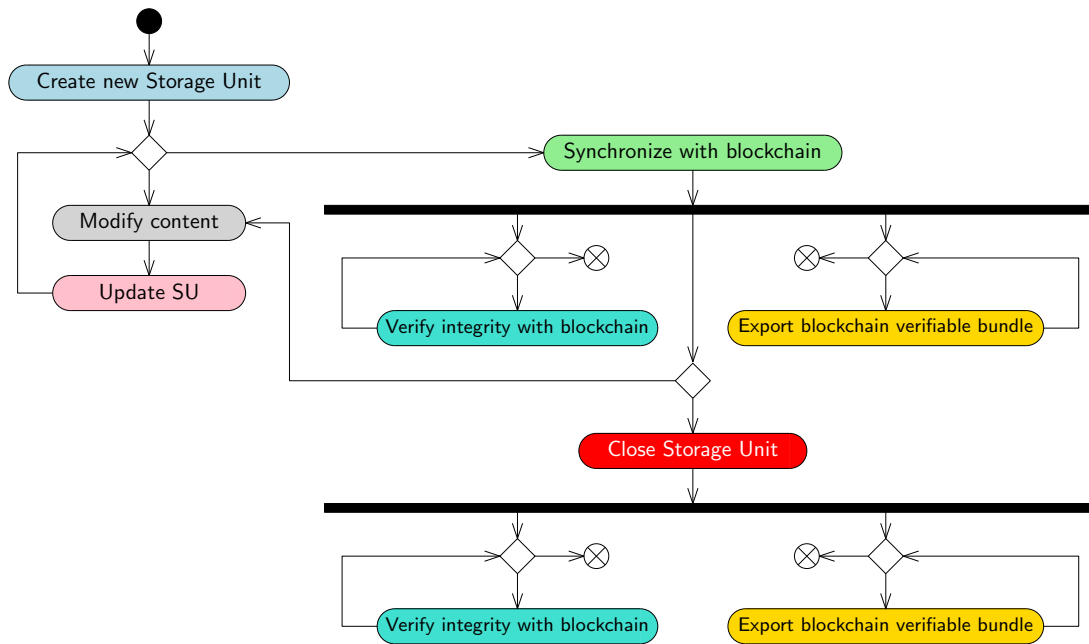 Create new Storage Unit
Synchronize with blockchain
Modify content
Update SU
Verify integrity with blockchain
Export blockchain verifiable bundle
Close Storage Unit
Verify integrity with blockchain
Export blockchain verifiable bundle